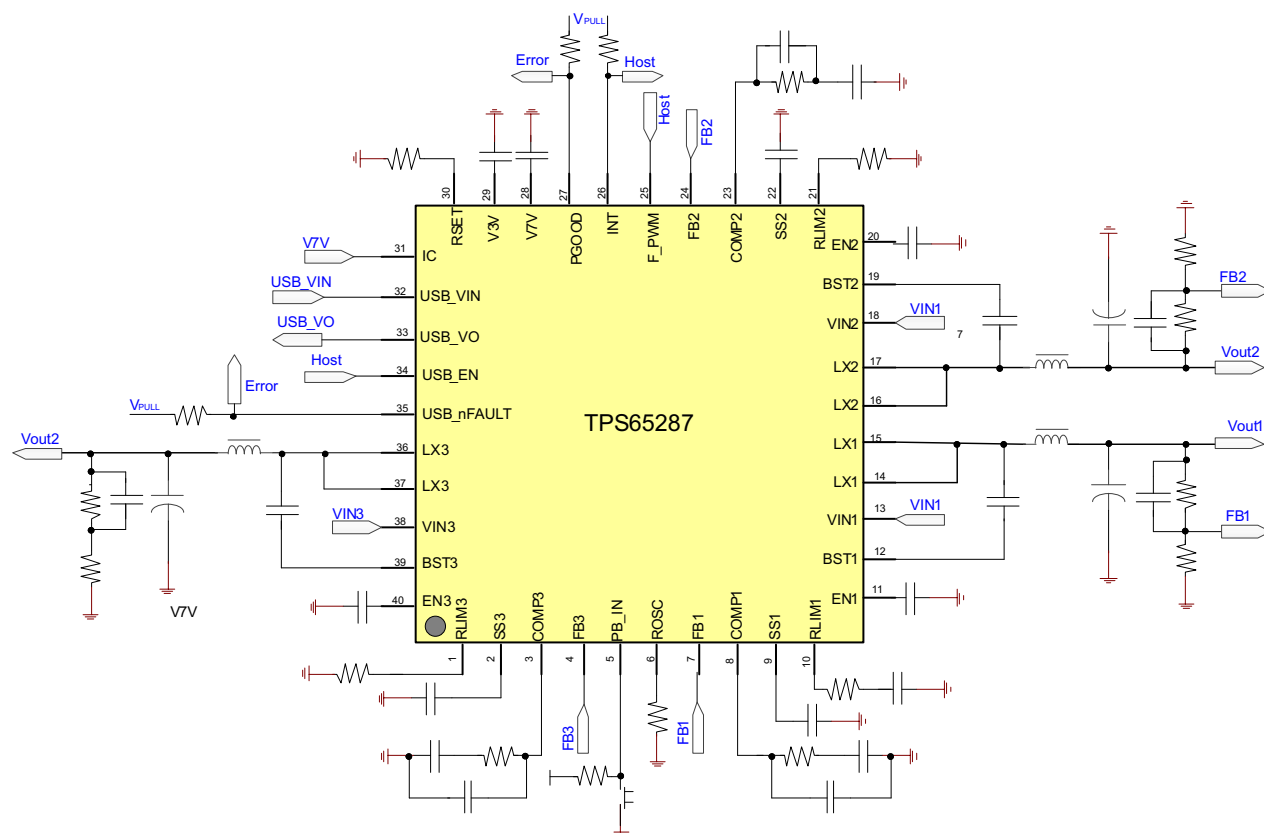 VPULL
Error
Host
Host
FB2
30
29
28
27
26
25
24
23
22
21
RSET
V3V
V7V
PGOOD
INT
F_PWM
FB2
COMP2
SS2
RLIM2
V7V
31
IC
EN2
20
USB_VIN
32
USB_VIN
BST2
19
USB_VO
33
USB_VO
VIN2
18
VIN1
7
FB2
Host
34
USB_EN
LX2
17
Vout2
Error
LX2
16
VPULL
35
USB_nFAULT
TPS65287
Vout2
36
LX3
LX1
15
Vout1
37
LX3
LX1
14
VIN3
38
VIN3
VIN1
13
VIN1
FB1
39
BST3
BST1
12
V7V
40
EN3
EN1
11
RLIM3
SS3
COMP3
FB3
PB_IN
ROSC
FB1
COMP1
SS1
RLIM1
1
2
3
4
5
6
7
8
9
10
FB3
FB1